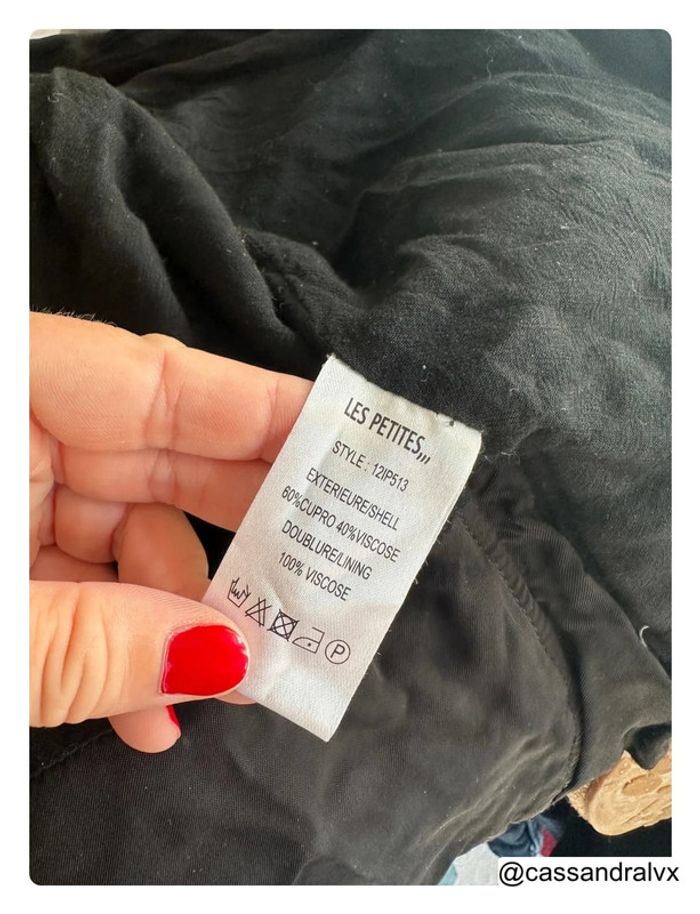 LES PETITES,,,
STYLE : 12IP513
EXTERIEURE/SHELL
60%CUPRO 40%VISCOSE
DOUBLURE/LINING
100% VISCOSE
P
@cassandralvx